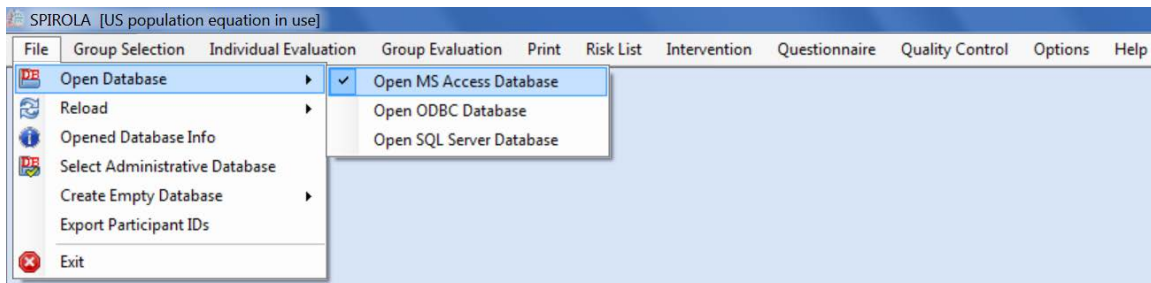 SPIROLA [US population equation in use]
File Group Selection Individual Evaluation Group Evaluation Print Risk List Intervention Questionnaire Quality Control Options Help
Open Database
Reload
Opened Database Info
Select Administrative Database
Create Empty Database
Export Participant IDs
Exit
Open MS Access Database
Open ODBC Database
Open SQL Server Database